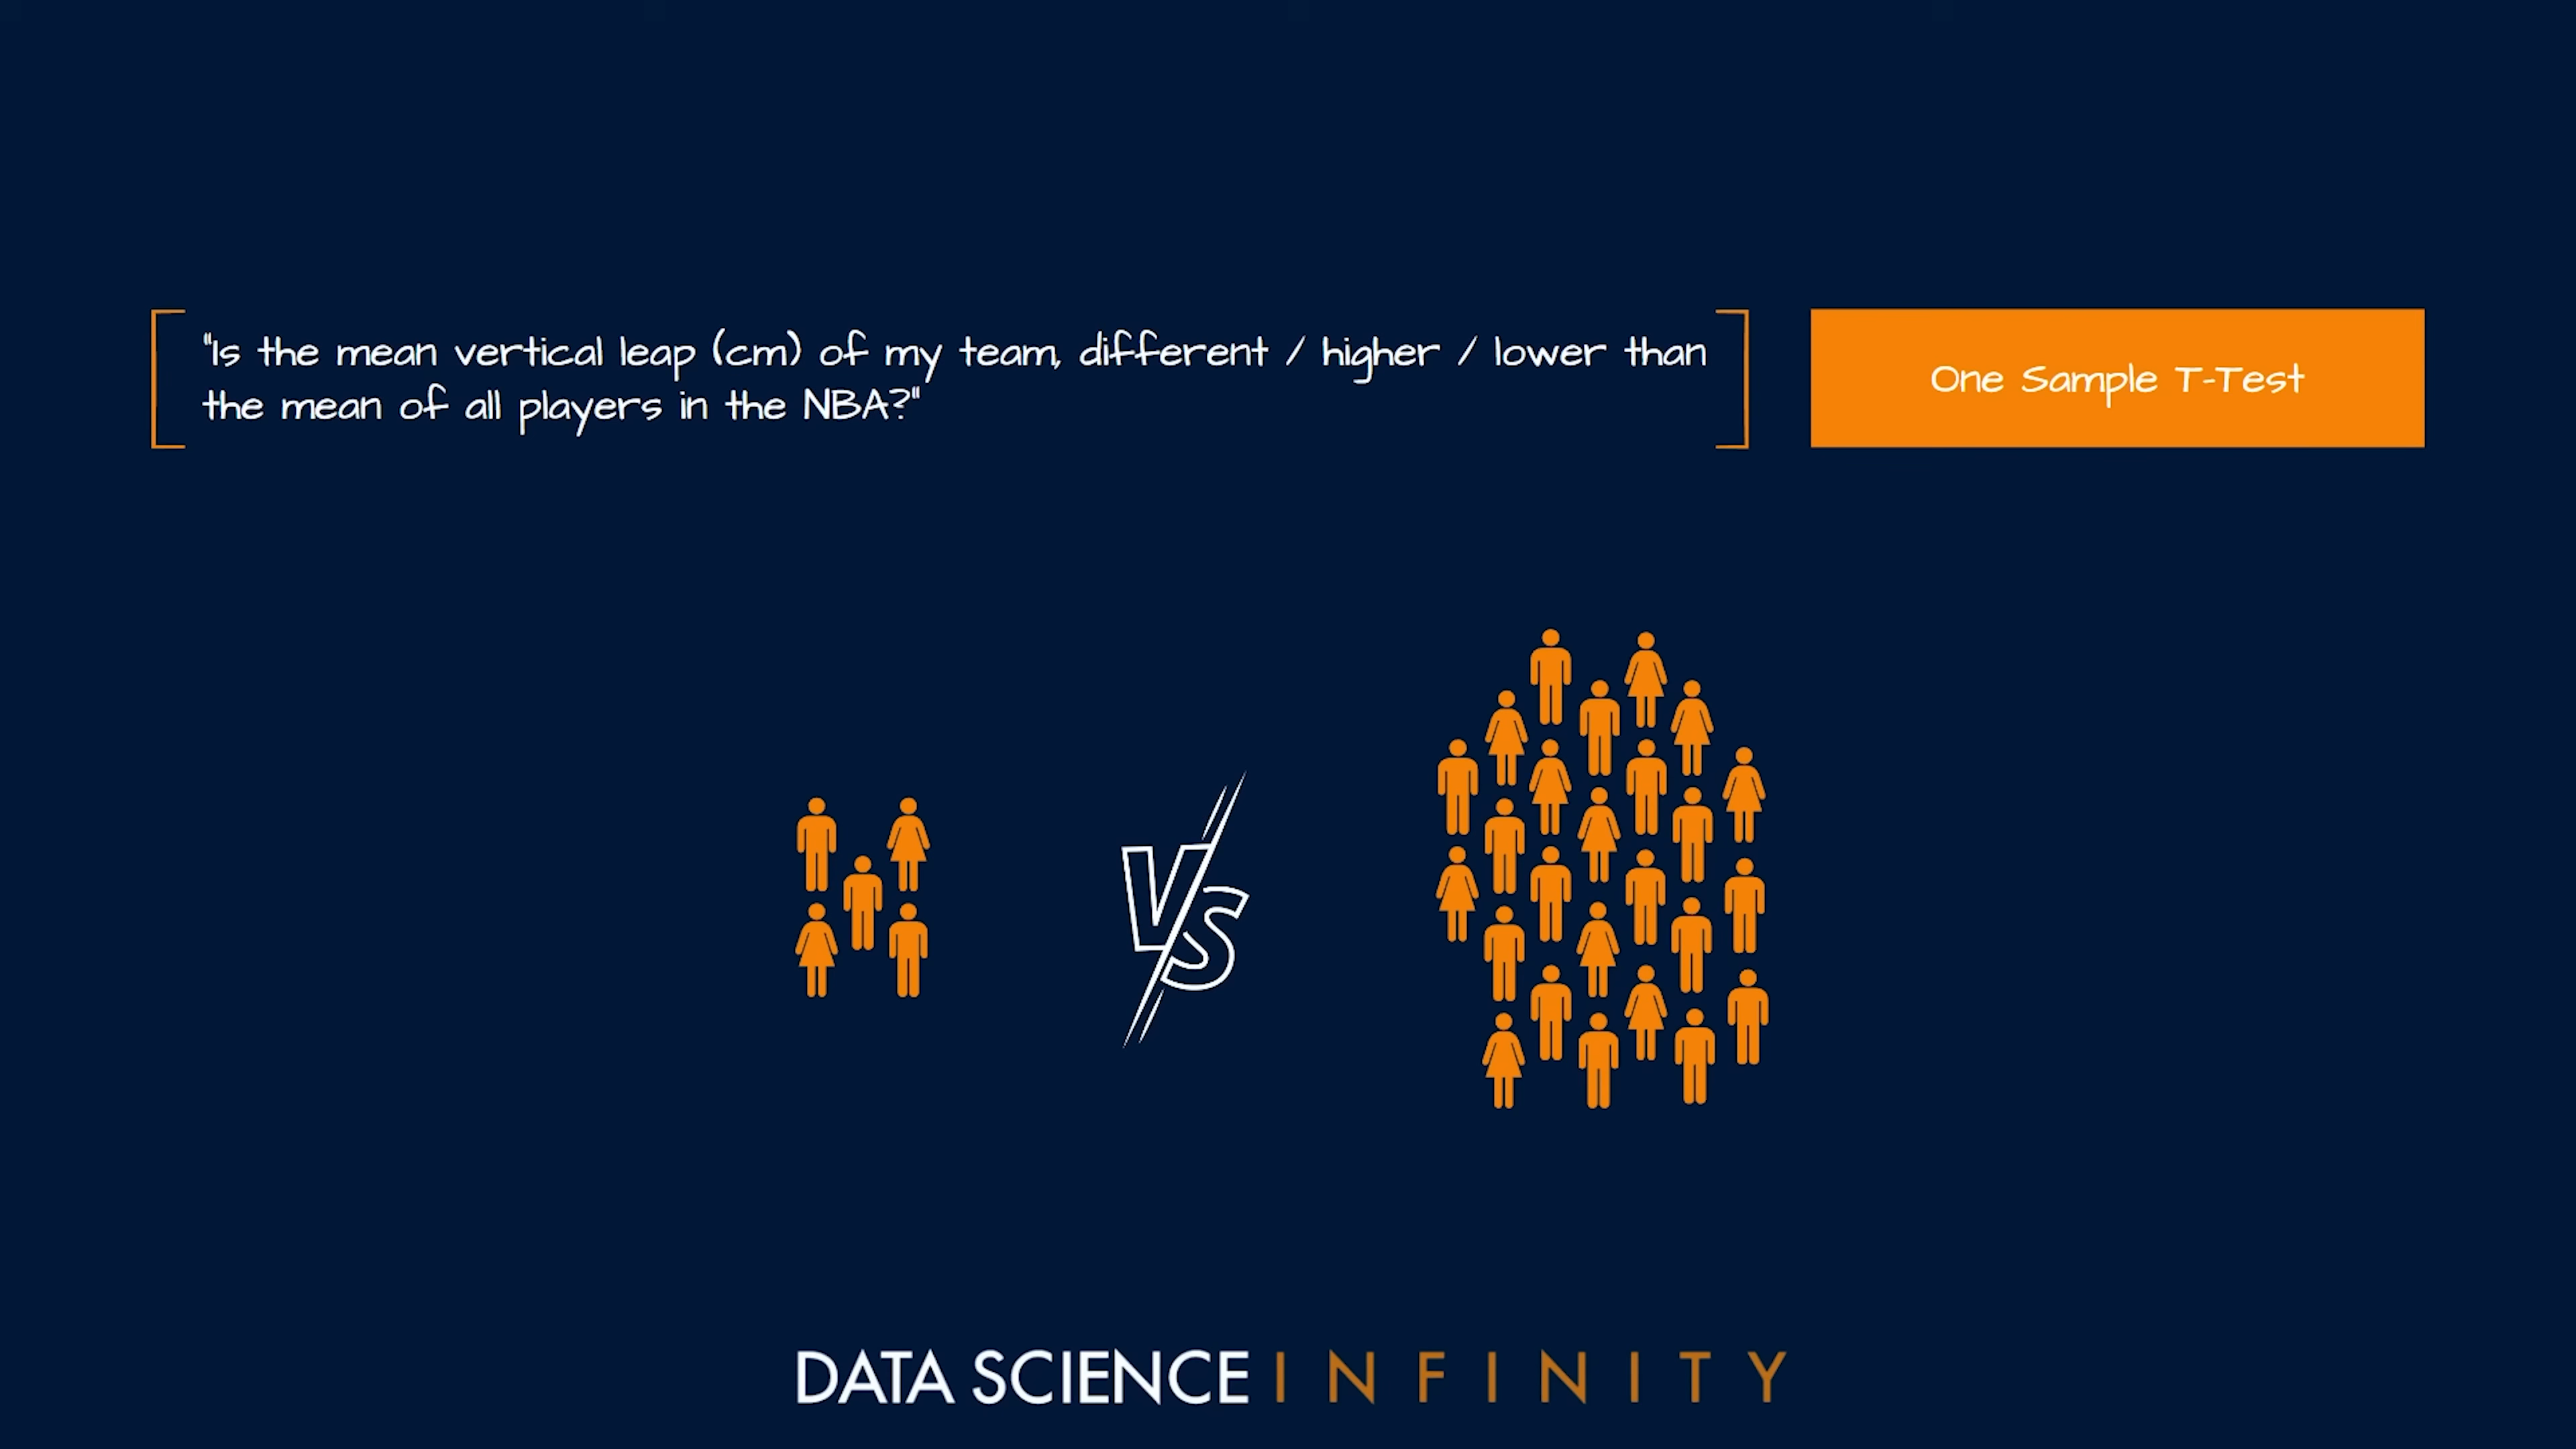 "Is the mean vertical leap (cm) of my team, different / higher / lower than
the mean of all players in the NBA?"
One Sample T-Test
VS
DATA SCIENCE INFINITY